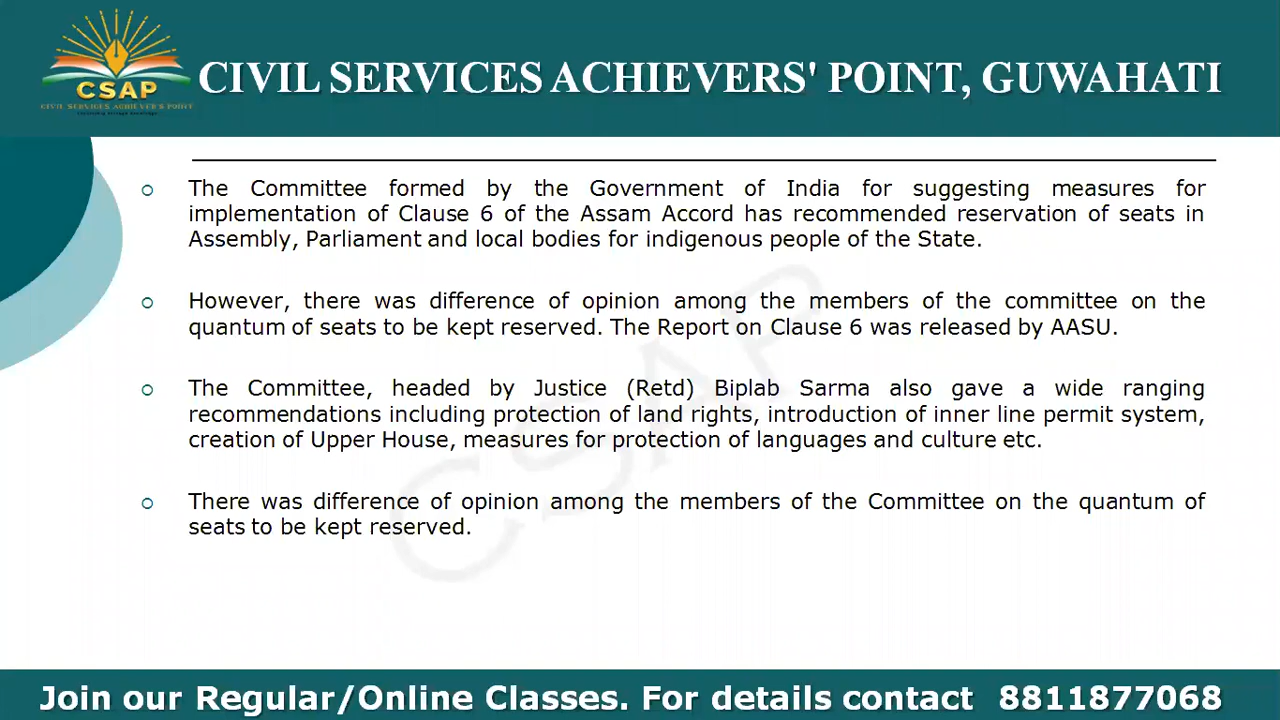 CSAP
CIVIL SERVICES ACHIEVER'S POINT
CIVIL SERVICES ACHIEVERS' POINT, GUWAHATI
The Committee formed by the Government of India for suggesting measures for
implementation of Clause 6 of the Assam Accord has recommended reservation of seats in
Assembly, Parliament and local bodies for indigenous people of the State.
However, there was difference of opinion among the members of the committee on the
quantum of seats to be kept reserved. The Report on Clause 6 was released by AASU.
The Committee, headed by Justice (Retd) Biplab Sarma also gave a wide ranging
recommendations including protection of land rights, introduction of inner line permit system,
creation of Upper House, measures for protection of languages and culture etc.
There was difference of opinion among the members of the Committee on the quantum of
seats to be kept reserved.
CSAP
Join our Regular/Online Classes. For details contact 8811877068